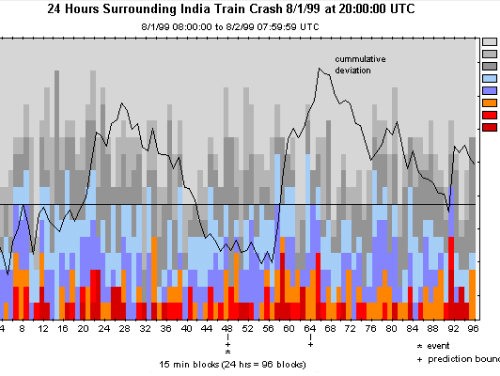 24 Hours Surrounding India Train Crash 8/1/99 at 20:00:00 UTC
8/1/99 08:00:00 to 8/2/99 07:59:59 UTC
cummulative
deviation
4 8 12 16 20 24 28 32 36 40 44 48 52 56 60 64 68 72 76 80 84 88 92 96
+ +
* * event
+ prediction bound
15 min blocks (24 hrs = 96 blocks)